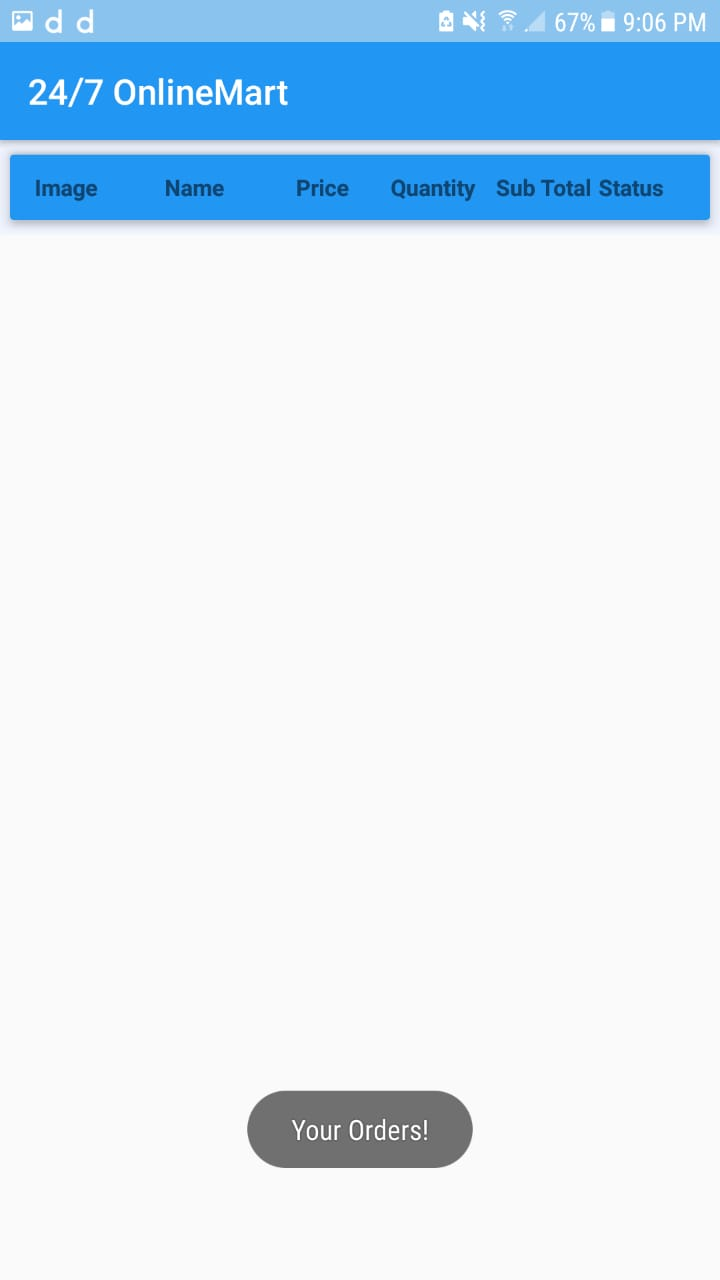 d d 67% 9:06 PM
24/7 OnlineMart
Image Name Price Quantity Sub Total Status
Your Orders!